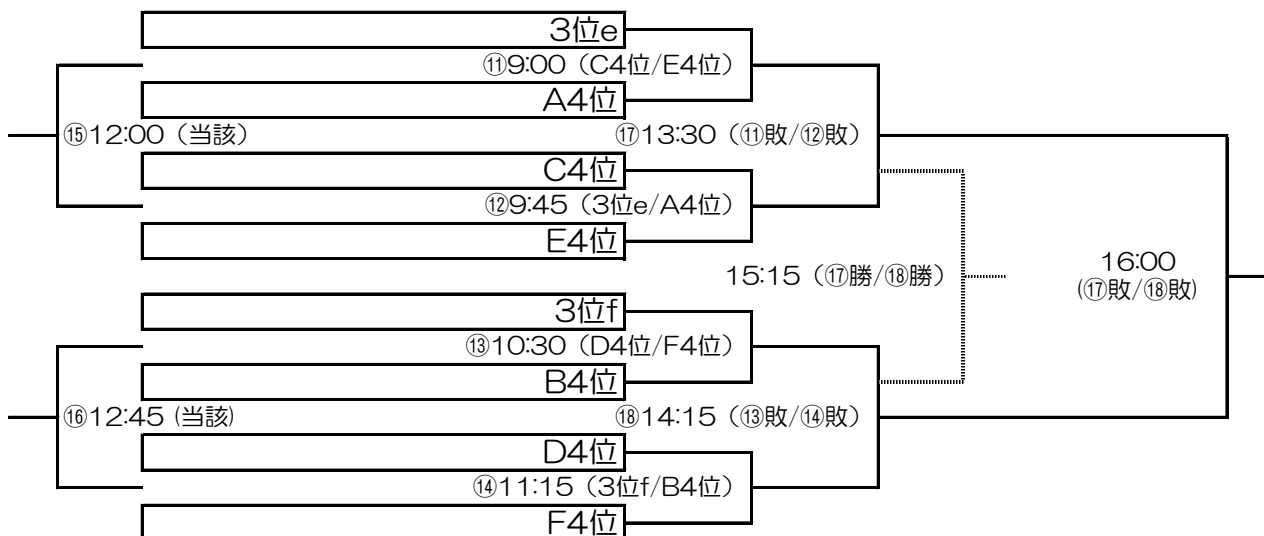 3位e
⑪9:00（C4位/E4位）
A4位
⑮12:00（当該）
⑰13:30（⑪敗/⑫敗）
C4位
⑫9:45（3位e/A4位）
E4位
15:15（⑰勝/⑱勝）
16:00
(⑰敗/⑱敗)
3位f
⑬10:30（D4位/F4位）
B4位
⑯12:45 (当該)
⑱14:15（⑬敗/⑭敗）
D4位
⑭11:15（3位f/B4位）
F4位